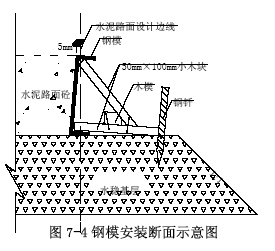 水泥路面设计边线
钢模
5mm
50mm×100mm小木块
水泥路面砼
木模
钢钎
水稳基层
图 7-4 钢模安装断面示意图